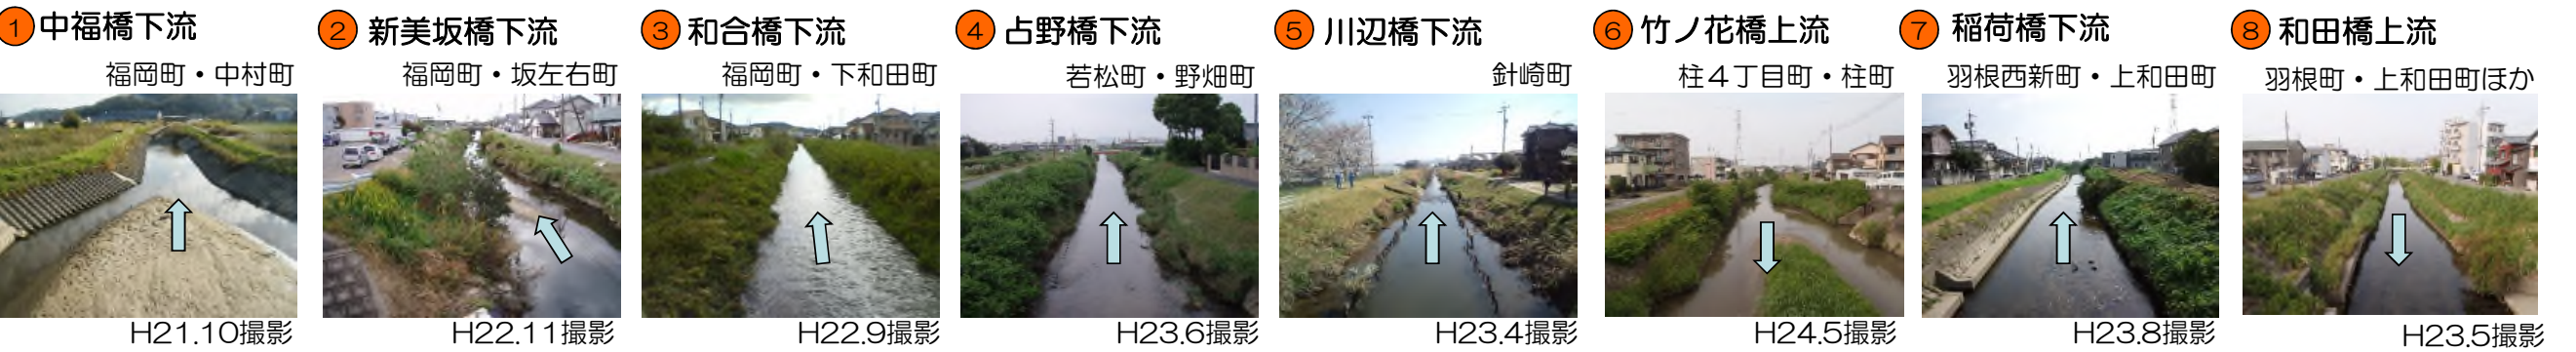 ① 中福橋下流
福岡町・中村町
H21.10撮影
② 新美坂橋下流
福岡町・坂左右町
H22.11撮影
③ 和合橋下流
福岡町・下和田町
H22.9撮影
④ 占野橋下流
若松町・野畑町
H23.6撮影
⑤ 川辺橋下流
針崎町
H23.4撮影
⑥ 竹ノ花橋上流
柱4丁目町・柱町
H24.5撮影
⑦ 稲荷橋下流
羽根西新町・上和田町
H23.8撮影
⑧ 和田橋上流
羽根町・上和田町ほか
H23.5撮影